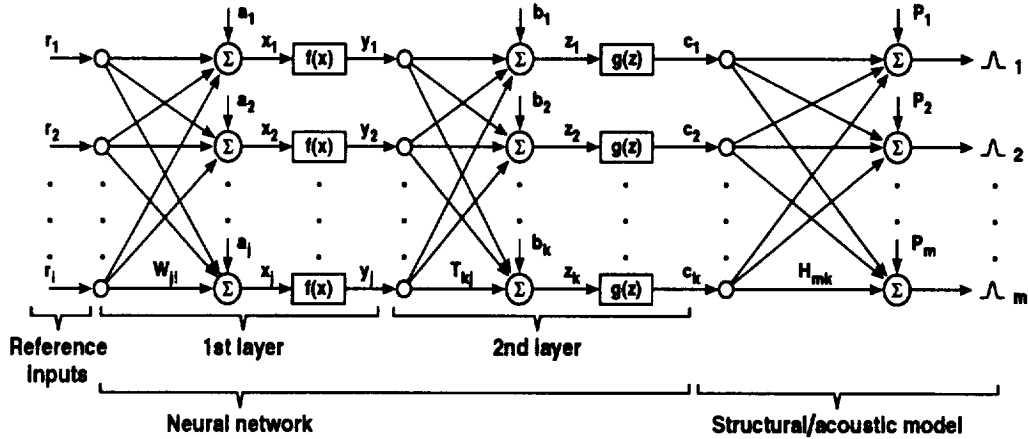 a1 b1 P1
r1 Σ x1 f(x) y1 Σ z1 g(z) c1 Σ 1
a2 b2 P2
r2 Σ x2 f(x) y2 Σ z2 g(z) c2 Σ 2
aj bk Pm
ri Wji Σ xj f(x) yj Tkj Σ zk g(z) ck Hmk Σ m
Reference inputs
1st layer
2nd layer
Neural network
Structural/acoustic model